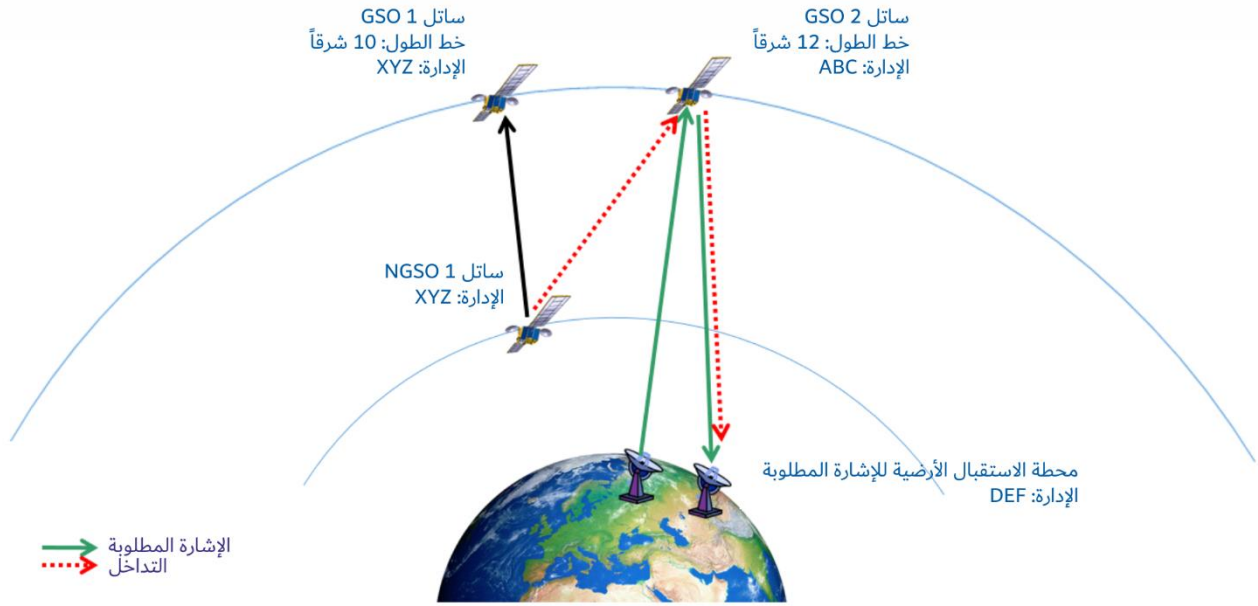 ساتل GSO 1
خط الطول: 10 شرقاً
الإدارة: XYZ
ساتل GSO 2
خط الطول: 12 شرقاً
الإدارة: ABC
ساتل NGSO 1
الإدارة: XYZ
محطة الاستقبال الأرضية للإشارة المطلوبة
الإدارة: DEF
الإشارة المطلوبة
التداخل